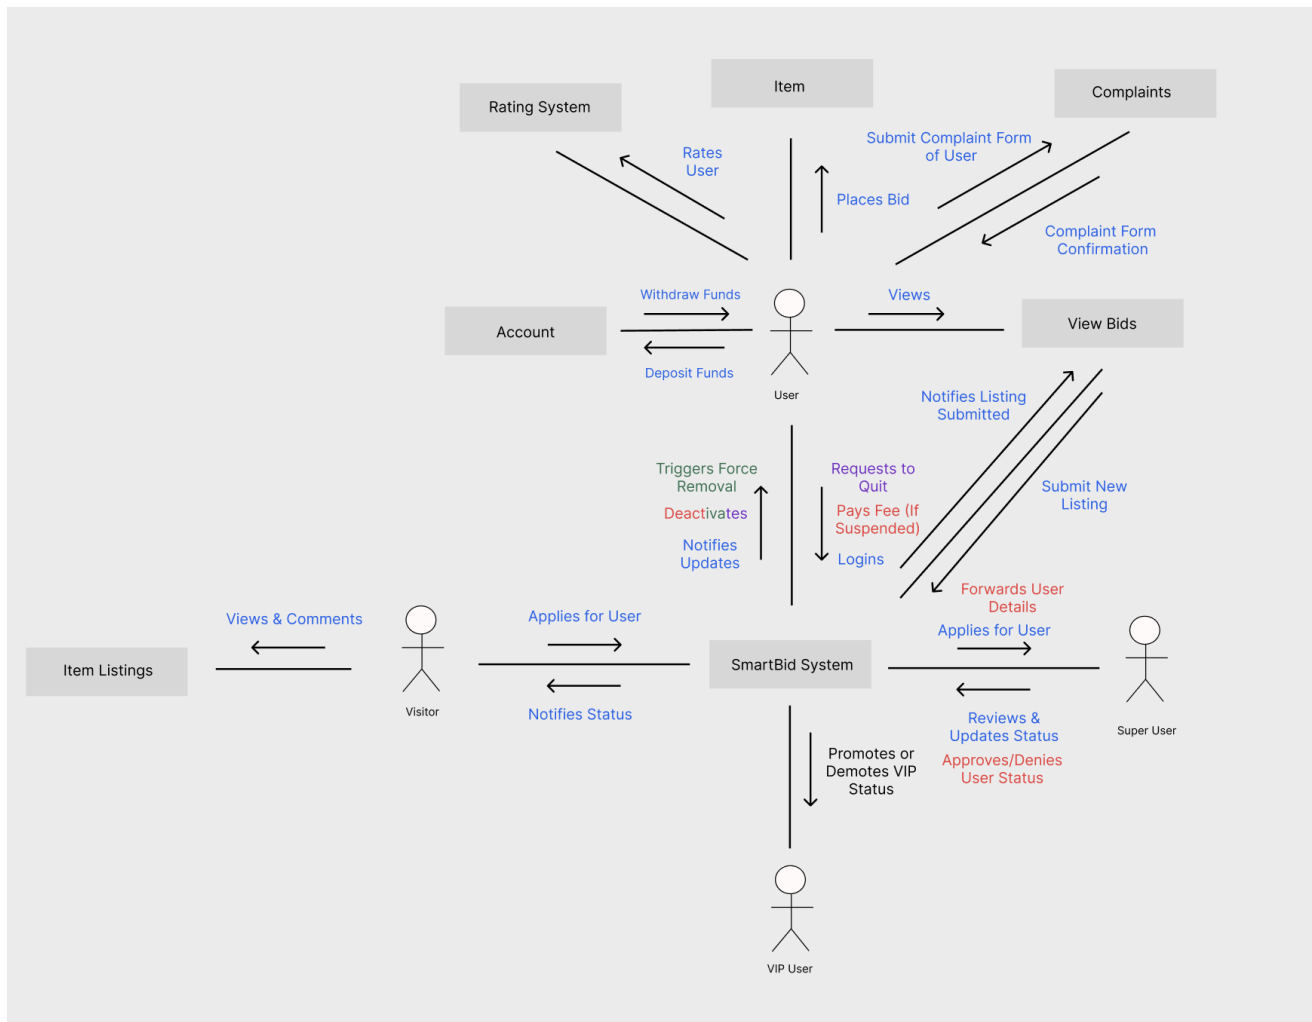 Item
Complaints
Rating System
Rates
User
Submit Complaint Form
of User
Places Bid
Complaint Form
Confirmation
Withdraw Funds
Views
Account
View Bids
Deposit Funds
User
Notifies Listing
Submitted
Triggers Force
Removal
Deactivates
Notifies
Updates
Requests to
Quit
Pays Fee (If
Suspended)
Logins
Submit New
Listing
Views & Comments
Item Listings
Visitor
Applies for User
Notifies Status
SmartBid System
Forwards User
Details
Applies for User
Reviews &
Updates Status
Approves/Denies
User Status
Super User
Promotes or
Demotes VIP
Status
VIP User